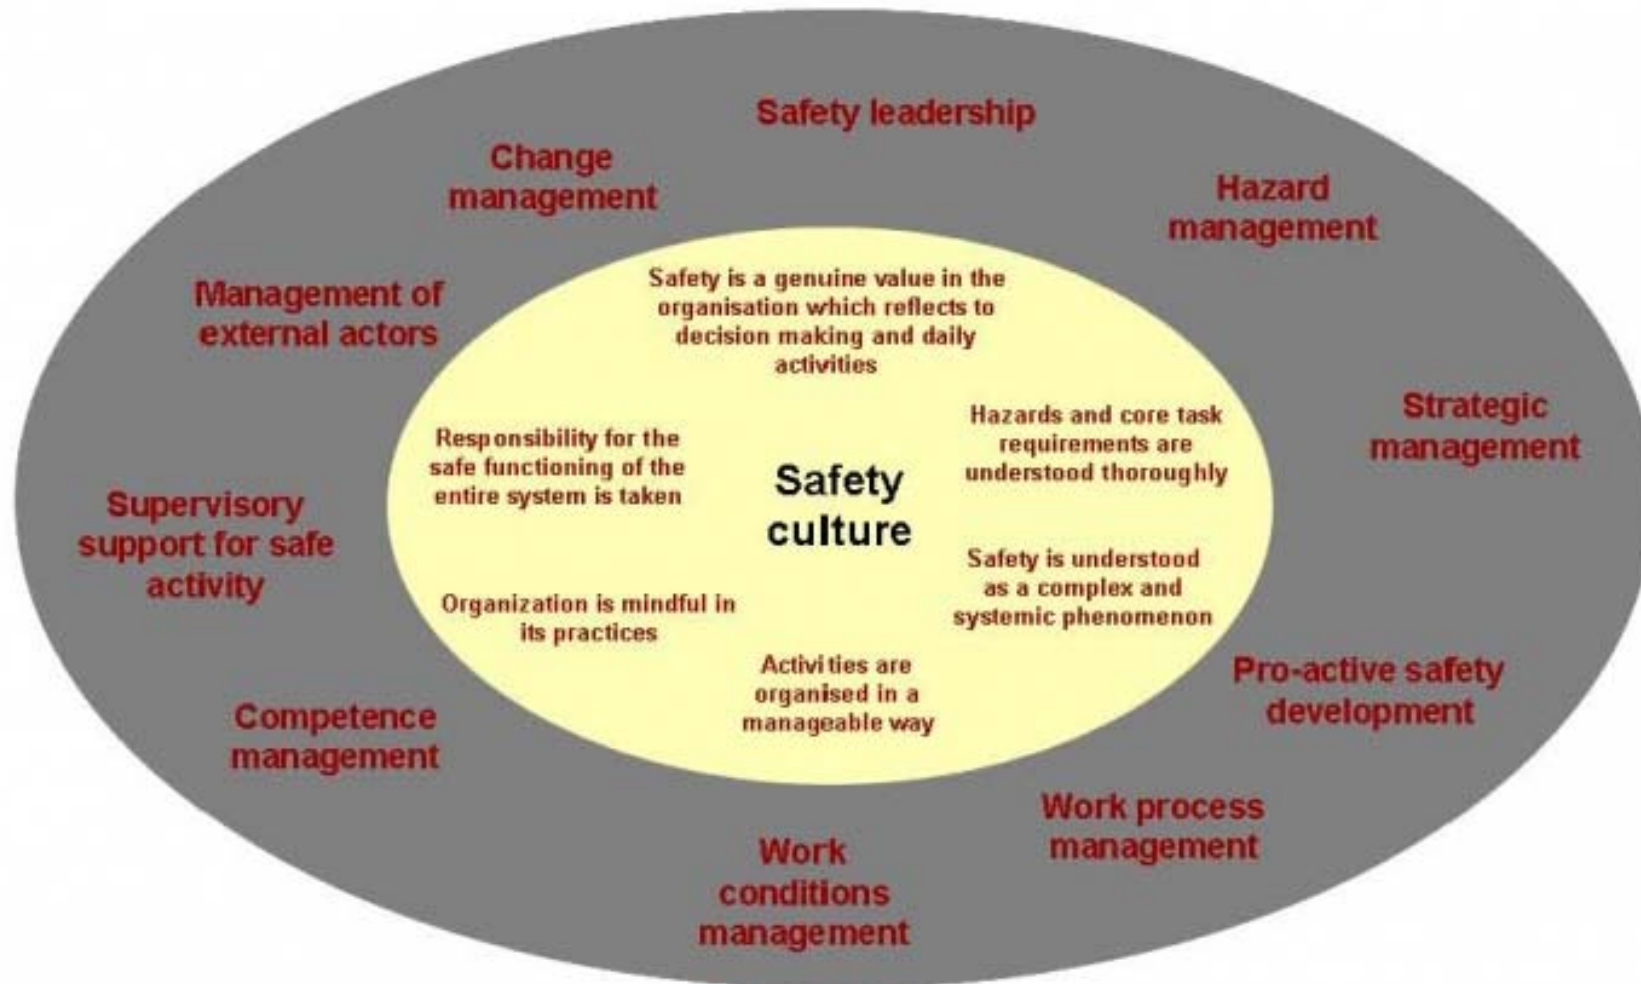 Safety leadership
Change
management
Hazard
management
Management of
external actors
Strategic
management
Supervisory
support for safe
activity
Pro-active safety
development
Competence
management
Work process
management
Work
conditions
management
Safety is a genuine value in the
organisation which reflects to
decision making and daily
activities
Responsibility for the
safe functioning of the
entire system is taken
Hazards and core task
requirements are
understood thoroughly
Safety
culture
Safety is understood
as a complex and
systemic phenomenon
Organization is mindful in
its practices
Activities are
organised in a
manageable way